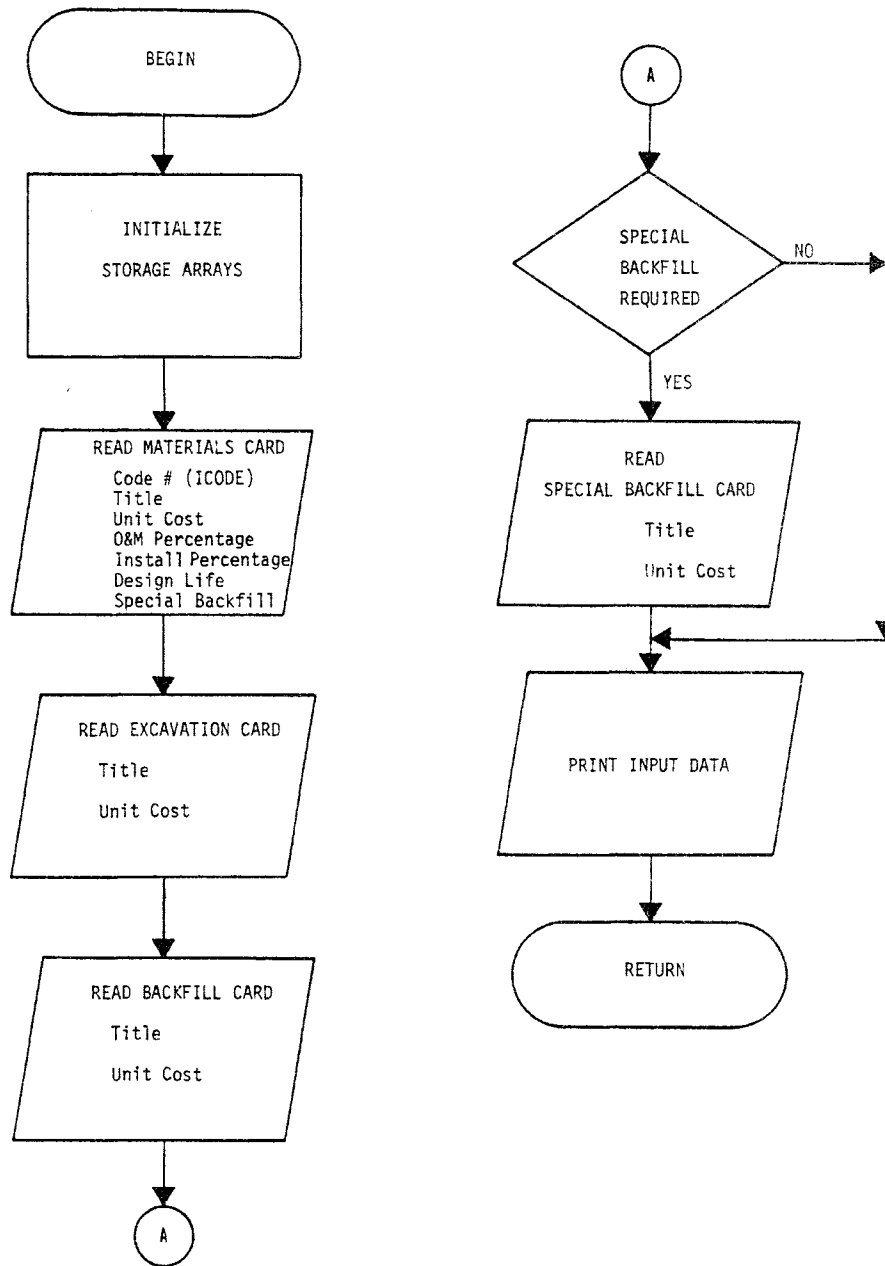 BEGIN
INITIALIZE
STORAGE ARRAYS
READ MATERIALS CARD
Code # (ICODE)
Title
Unit Cost
O&M Percentage
Install Percentage
Design Life
Special Backfill
READ EXCAVATION CARD
Title
Unit Cost
READ BACKFILL CARD
Title
Unit Cost
A
A
SPECIAL
BACKFILL
REQUIRED
NO
YES
READ
SPECIAL BACKFILL CARD
Title
Unit Cost
PRINT INPUT DATA
RETURN